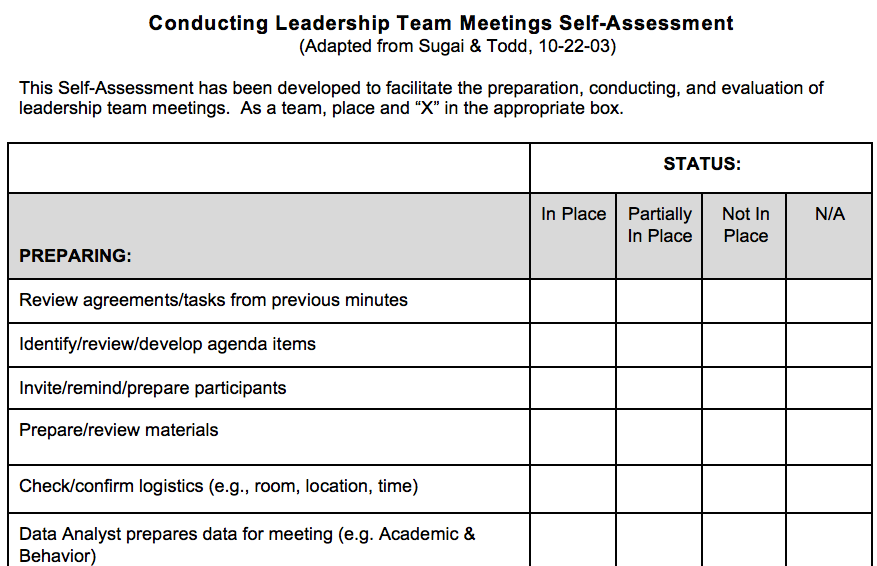 Conducting Leadership Team Meetings Self-Assessment
(Adapted from Sugai & Todd, 10-22-03)
This Self-Assessment has been developed to facilitate the preparation, conducting, and evaluation of
leadership team meetings.  As a team, place and “X” in the appropriate box.
STATUS:
PREPARING:
In Place
Partially
In Place
Not In
Place
N/A
Review agreements/tasks from previous minutes
Identify/review/develop agenda items
Invite/remind/prepare participants
Prepare/review materials
Check/confirm logistics (e.g., room, location, time)
Data Analyst prepares data for meeting (e.g. Academic &
Behavior)